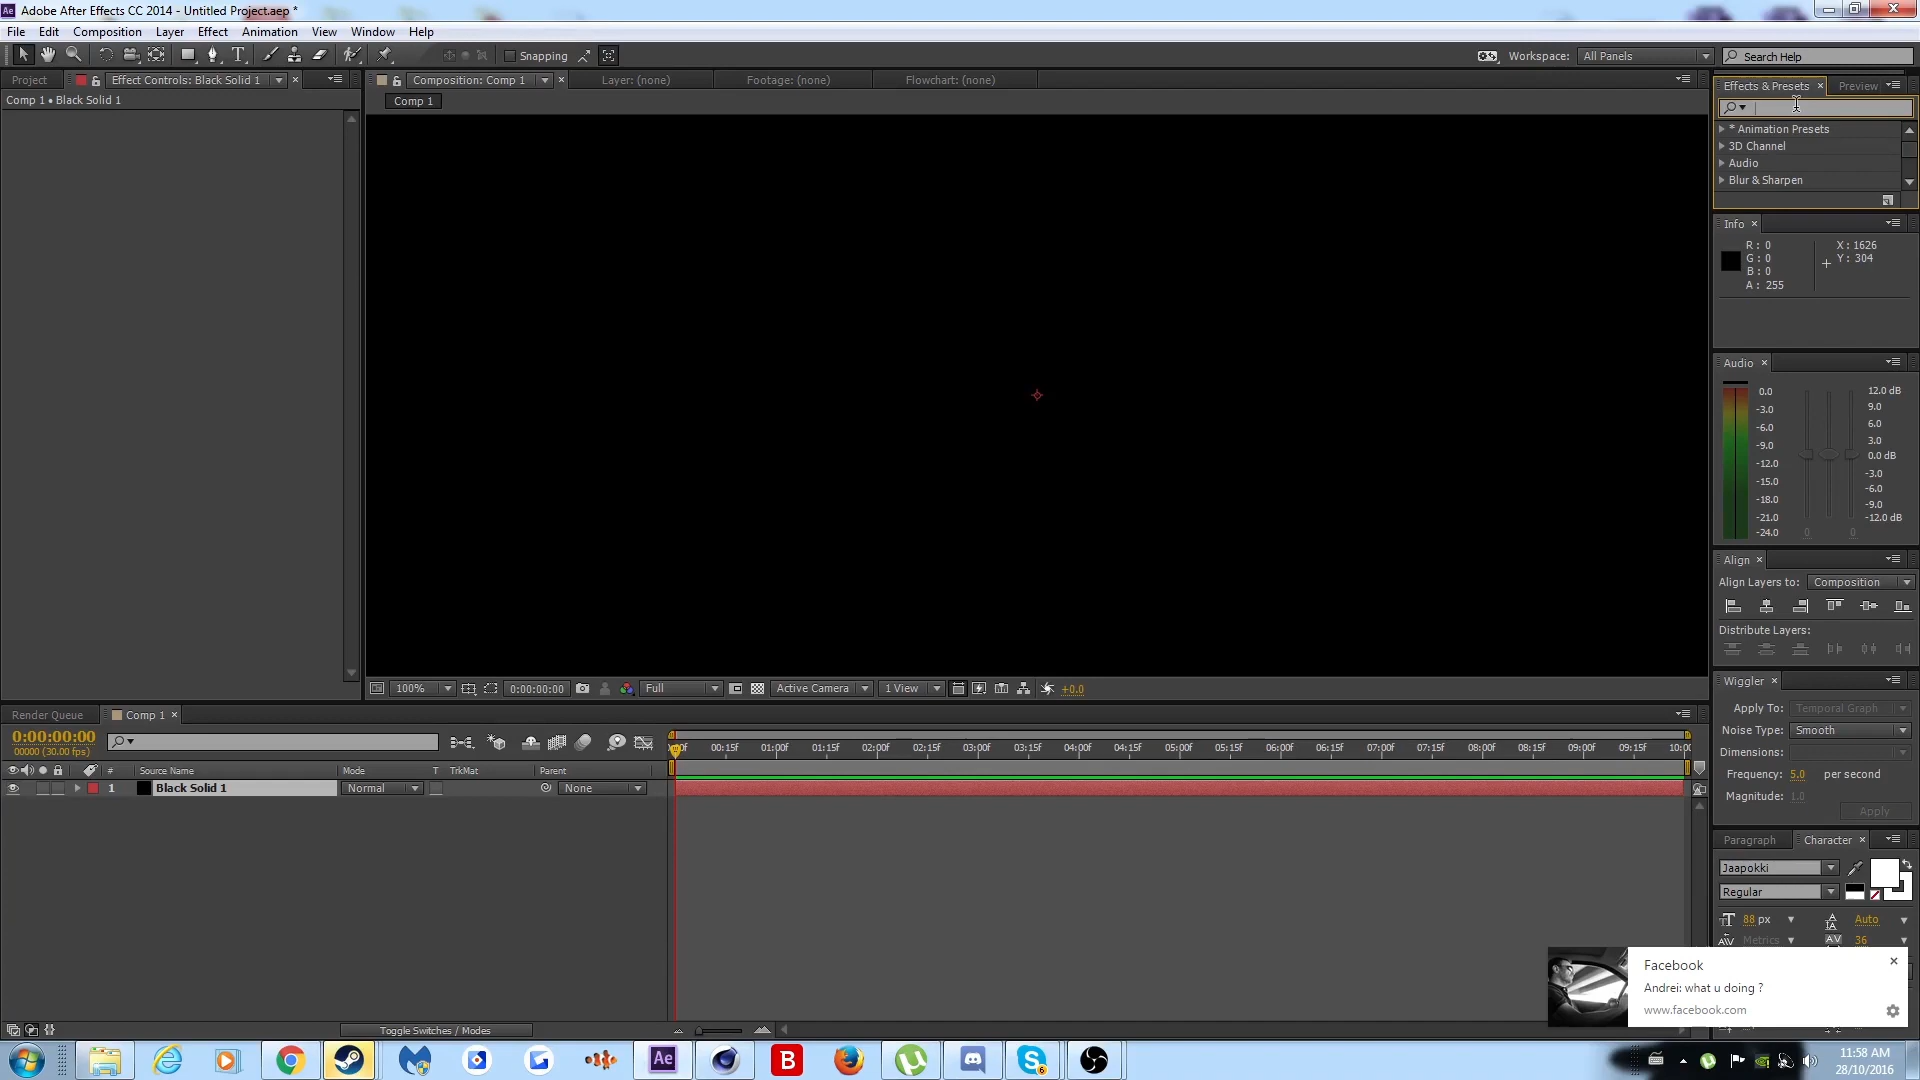 Adobe After Effects CC 2014 - Untitled Project.aep *
File Edit Composition Layer Effect Animation View Window Help
Snapping
Workspace: All Panels
Search Help
Project
Effect Controls: Black Solid 1
Comp 1 • Black Solid 1
Composition: Comp 1
Layer: (none)
Footage: (none)
Flowchart: (none)
Comp 1
Effects & Presets
Preview
* Animation Presets
3D Channel
Audio
Blur & Sharpen
Info
R: 0
G: 0
B: 0
A: 255
X: 1626
Y: 304
Audio
0.0
-3.0
-6.0
-9.0
-12.0
-15.0
-18.0
-21.0
-24.0
12.0 dB
9.0
6.0
3.0
0.0 dB
-3.0
-6.0
-9.0
-12.0 dB
0 0
Align
Align Layers to: Composition
Distribute Layers:
Wiggler
Apply To: Temporal Graph
Noise Type: Smooth
Dimensions:
Frequency: 5.0 per second
Magnitude: 1.0
Apply
Paragraph
Character
Jaapokki
Regular
88 px
Auto
Metrics
36
100%
0:00:00:00
Full
Active Camera
1 View
+0.0
Render Queue
Comp 1
0:00:00:00
00000 (30.00 fps)
00:15f 01:00f 01:15f 02:00f 02:15f 03:00f 03:15f 04:00f 04:15f 05:00f 05:15f 06:00f 06:15f 07:00f 07:15f 08:00f 08:15f 09:00f 09:15f
# Source Name Mode T TrkMat Parent
1 Black Solid 1 Normal None
Toggle Switches / Modes
Facebook
Andrei: what u doing ?
www.facebook.com
11:58 AM
28/10/2016